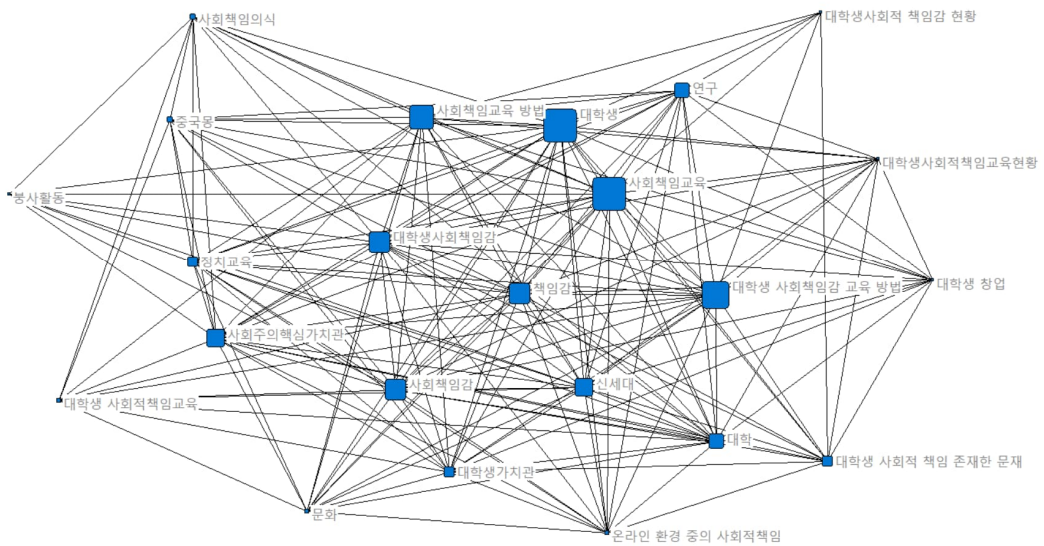 사회책임의식
대학생사회적 책임감 현황
연구
사회책임교육 방법
대학생
중국몽
대학생사회적책임교육현황
사회책임교육
봉사활동
대학생사회책임감
정치교육
대학생 창업
책임감
대학생 사회책임감 교육 방법
사회주의핵심가치관
사회책임감
신세대
대학생 사회적책임교육
대학
대학생 사회적 책임 존재한 문재
대학생가치관
문화
온라인 환경 중의 사회적책임